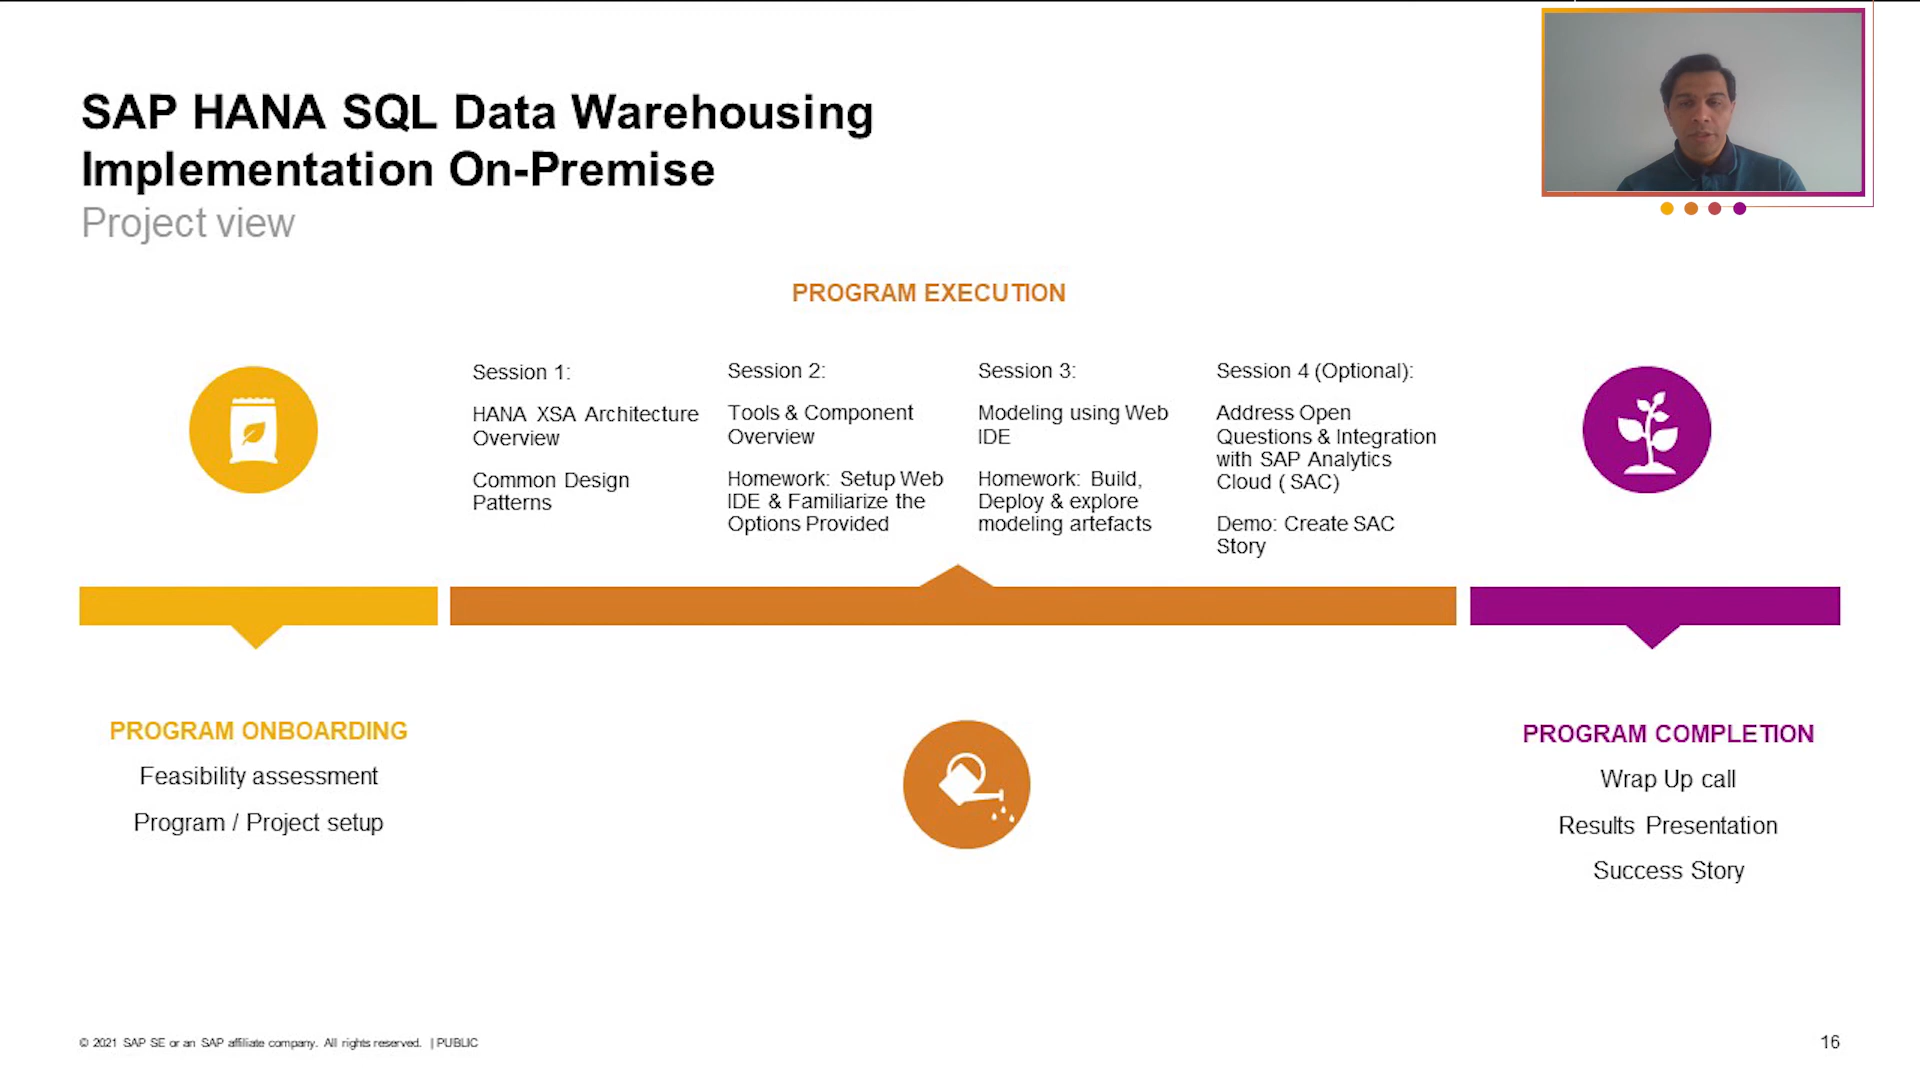 SAP HANA SQL Data Warehousing
Implementation On-Premise
Project view
PROGRAM EXECUTION
Session 1:
HANA XSA Architecture
Overview
Common Design
Patterns
Session 2:
Tools & Component
Overview
Homework: Setup Web
IDE & Familiarize the
Options Provided
Session 3:
Modeling using Web
IDE
Homework: Build,
Deploy & explore
modeling artefacts
Session 4 (Optional):
Address Open
Questions & Integration
with SAP Analytics
Cloud ( SAC)
Demo: Create SAC
Story
PROGRAM ONBOARDING
Feasibility assessment
Program / Project setup
PROGRAM COMPLETION
Wrap Up call
Results Presentation
Success Story
© 2021 SAP SE or an SAP affiliate company. All rights reserved. | PUBLIC
16